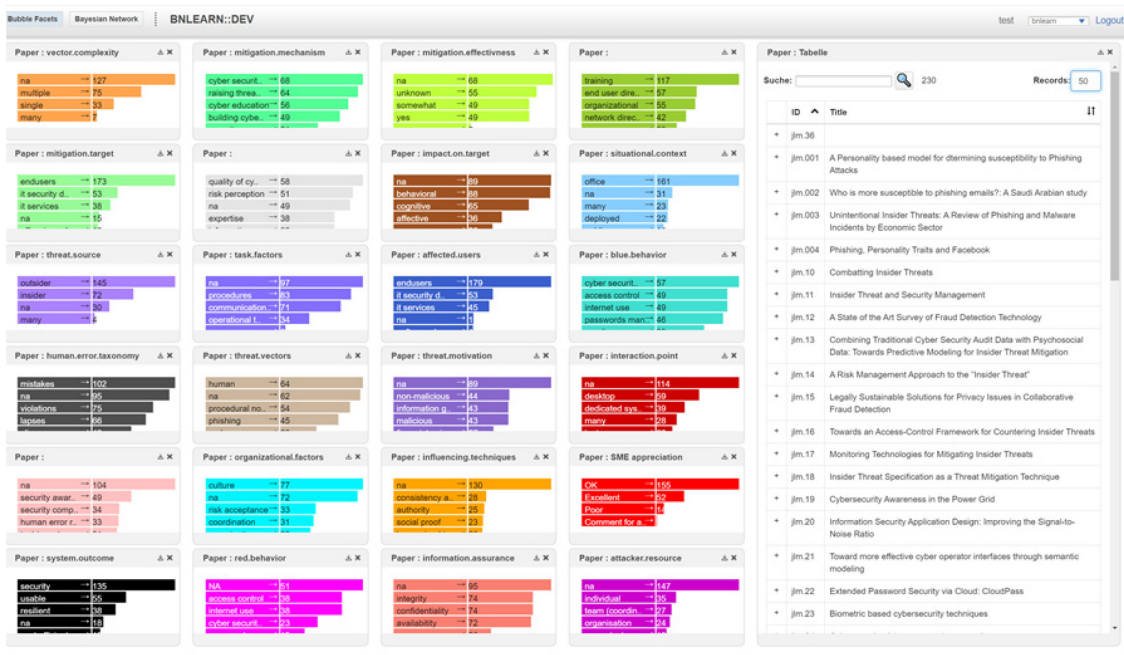 Bubble Facets Bayesian Network BNLEARN::DEV test bnlearn Logout
Paper : vector.complexity
na → 127
multiple → 75
single → 33
many → 7
Paper : mitigation.mechanism
cyber securit.. → 68
raising threa.. → 64
cyber education → 56
building cybe.. → 49
Paper : mitigation.effectivness
na → 68
unknown → 55
somewhat → 49
yes → 49
Paper :
training → 117
end user dire.. → 57
organizational → 55
network direc.. → 42
Paper : mitigation.target
endusers → 173
it security d.. → 53
it services → 38
na → 15
Paper :
quality of cy.. → 58
risk perception → 51
na → 49
expertise → 38
Paper : impact.on.target
na → 89
behavioral → 88
cognitive → 65
affective → 36
Paper : situational.context
office → 161
na → 31
many → 23
deployed → 22
Paper : threat.source
outsider → 145
insider → 72
na → 30
many → 4
Paper : task.factors
na → 97
procedures → 83
communication.. → 71
operational t.. → 34
Paper : affected.users
endusers → 179
it security d.. → 53
it services → 45
na → 1
Paper : blue.behavior
cyber securit.. → 57
access control → 49
internet use → 49
passwords man.. → 46
Paper : human.error.taxonomy
mistakes → 102
na → 95
violations → 75
lapses → 66
Paper : threat.vectors
human → 64
na → 62
procedural no.. → 54
phishing → 45
Paper : threat.motivation
na → 89
non-malicious → 44
information g.. → 43
malicious → 43
Paper : interaction.point
na → 114
desktop → 59
dedicated sys.. → 39
many → 28
Paper :
na → 104
security awar.. → 49
security comp.. → 34
human error r.. → 33
Paper : organizational.factors
culture → 77
na → 72
risk acceptance → 33
coordination → 31
Paper : influencing.techniques
na → 130
consistency a.. → 28
authority → 25
social proof → 23
Paper : SME appreciation
OK → 155
Excellent → 52
Poor → 14
Comment for a.. →
Paper : system.outcome
security → 135
usable → 55
resilient → 38
na → 18
Paper : red.behavior
NA → 51
access control → 38
internet use → 38
cyber securit.. → 23
Paper : information.assurance
na → 95
integrity → 74
confidentiality → 74
availabitity → 72
Paper : attacker.resource
na → 147
individual → 35
team (coordin.. → 27
organisation → 24
Paper : Tabelle
Suche: 230 Records: 50
ID Title
+ jlm.36
+ jlm.001 A Personality based model for dtermining susceptibility to Phishing
Attacks
+ jlm.002 Who is more susceptible to phishing emails?: A Saudi Arabian study
+ jlm.003 Unintentional Insider Threats: A Review of Phishing and Malware
Incidents by Economic Sector
+ jlm.004 Phishing, Personality Traits and Facebook
+ jlm.10 Combatting Insider Threats
+ jlm.11 Insider Threat and Security Management
+ jlm.12 A State of the Art Survey of Fraud Detection Technology
+ jlm.13 Combining Traditional Cyber Security Audit Data with Psychosocial
Data: Towards Predictive Modeling for Insider Threat Mitigation
+ jlm.14 A Risk Management Approach to the "Insider Threat"
+ jlm.15 Legally Sustainable Solutions for Privacy Issues in Collaborative
Fraud Detection
+ jlm.16 Towards an Access-Control Framework for Countering Insider Threats
+ jlm.17 Monitoring Technologies for Mitigating Insider Threats
+ jlm.18 Insider Threat Specification as a Threat Mitigation Technique
+ jlm.19 Cybersecurity Awareness in the Power Grid
+ jlm.20 Information Security Application Design: Improving the Signal-to-
Noise Ratio
+ jlm.21 Toward more effective cyber operator interfaces through semantic
modeling
+ jlm.22 Extended Password Security via Cloud: CloudPass
+ jlm.23 Biometric based cybersecurity techniques